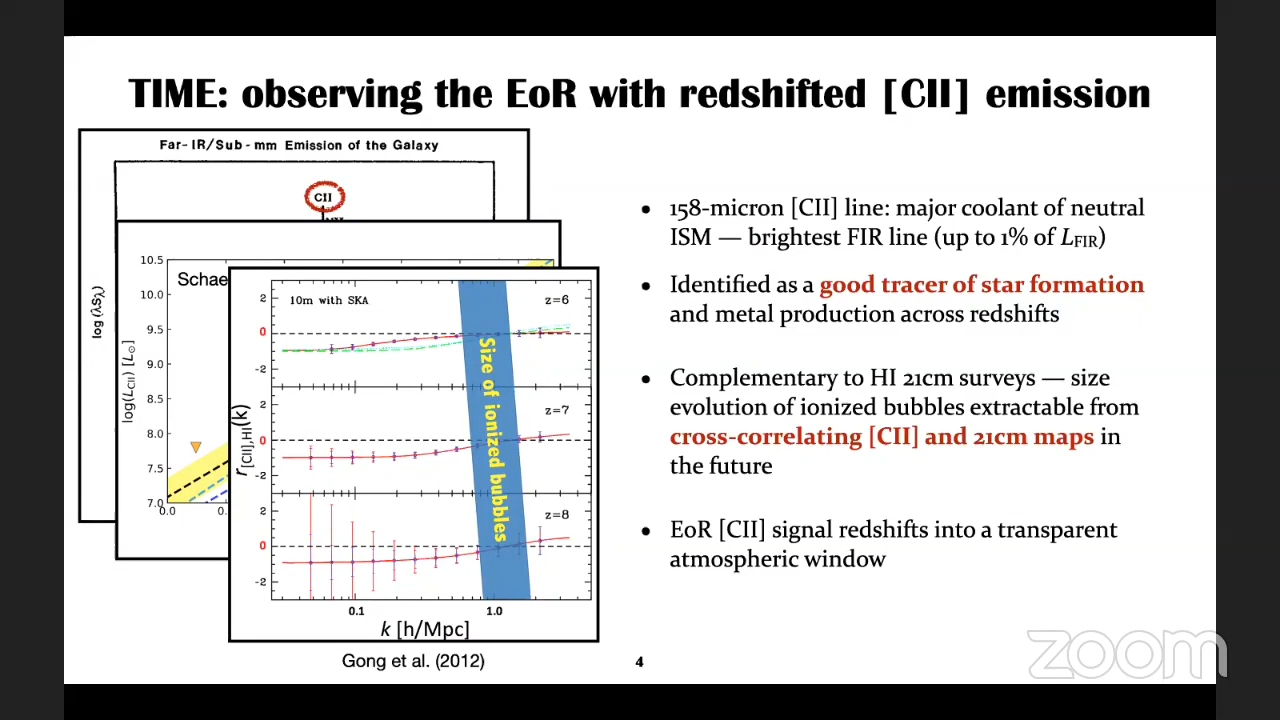 TIME: observing the EoR with redshifted [CII] emission
Far-IR/Sub-mm Emission of the Galaxy
CII
log (λSλ)
Schae
log(L_CII) [L⊙]
10.5
10.0
9.5
9.0
8.5
8.0
7.5
7.0
0.0
10m with SKA
z=6
2
0
-2
z=7
2
0
-2
z=8
2
0
-2
r[CII],HI(k)
Size of ionized bubbles
0.1
1.0
k [h/Mpc]
Gong et al. (2012)
• 158-micron [CII] line: major coolant of neutral
ISM — brightest FIR line (up to 1% of L_FIR)
• Identified as a good tracer of star formation
and metal production across redshifts
• Complementary to HI 21cm surveys — size
evolution of ionized bubbles extractable from
cross-correlating [CII] and 21cm maps in
the future
• EoR [CII] signal redshifts into a transparent
atmospheric window
4
zoom